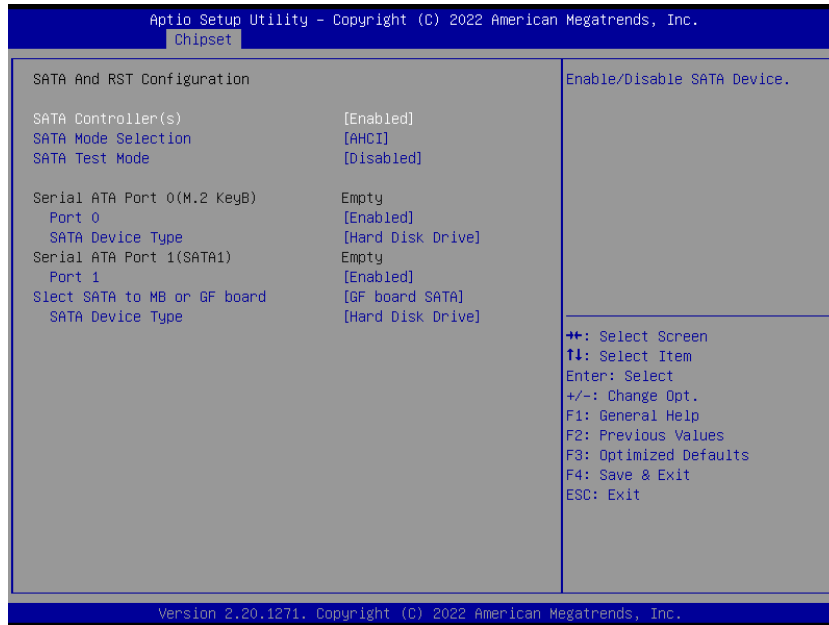 Aptio Setup Utility – Copyright (C) 2022 American Megatrends, Inc.
Chipset
SATA And RST Configuration
SATA Controller(s) [Enabled]
SATA Mode Selection [AHCI]
SATA Test Mode [Disabled]
Serial ATA Port 0(M.2 KeyB) Empty
Port 0 [Enabled]
SATA Device Type [Hard Disk Drive]
Serial ATA Port 1(SATA1) Empty
Port 1 [Enabled]
Slect SATA to MB or GF board [GF board SATA]
SATA Device Type [Hard Disk Drive]
Enable/Disable SATA Device.
→←: Select Screen
↑↓: Select Item
Enter: Select
+/-: Change Opt.
F1: General Help
F2: Previous Values
F3: Optimized Defaults
F4: Save & Exit
ESC: Exit
Version 2.20.1271. Copyright (C) 2022 American Megatrends, Inc.